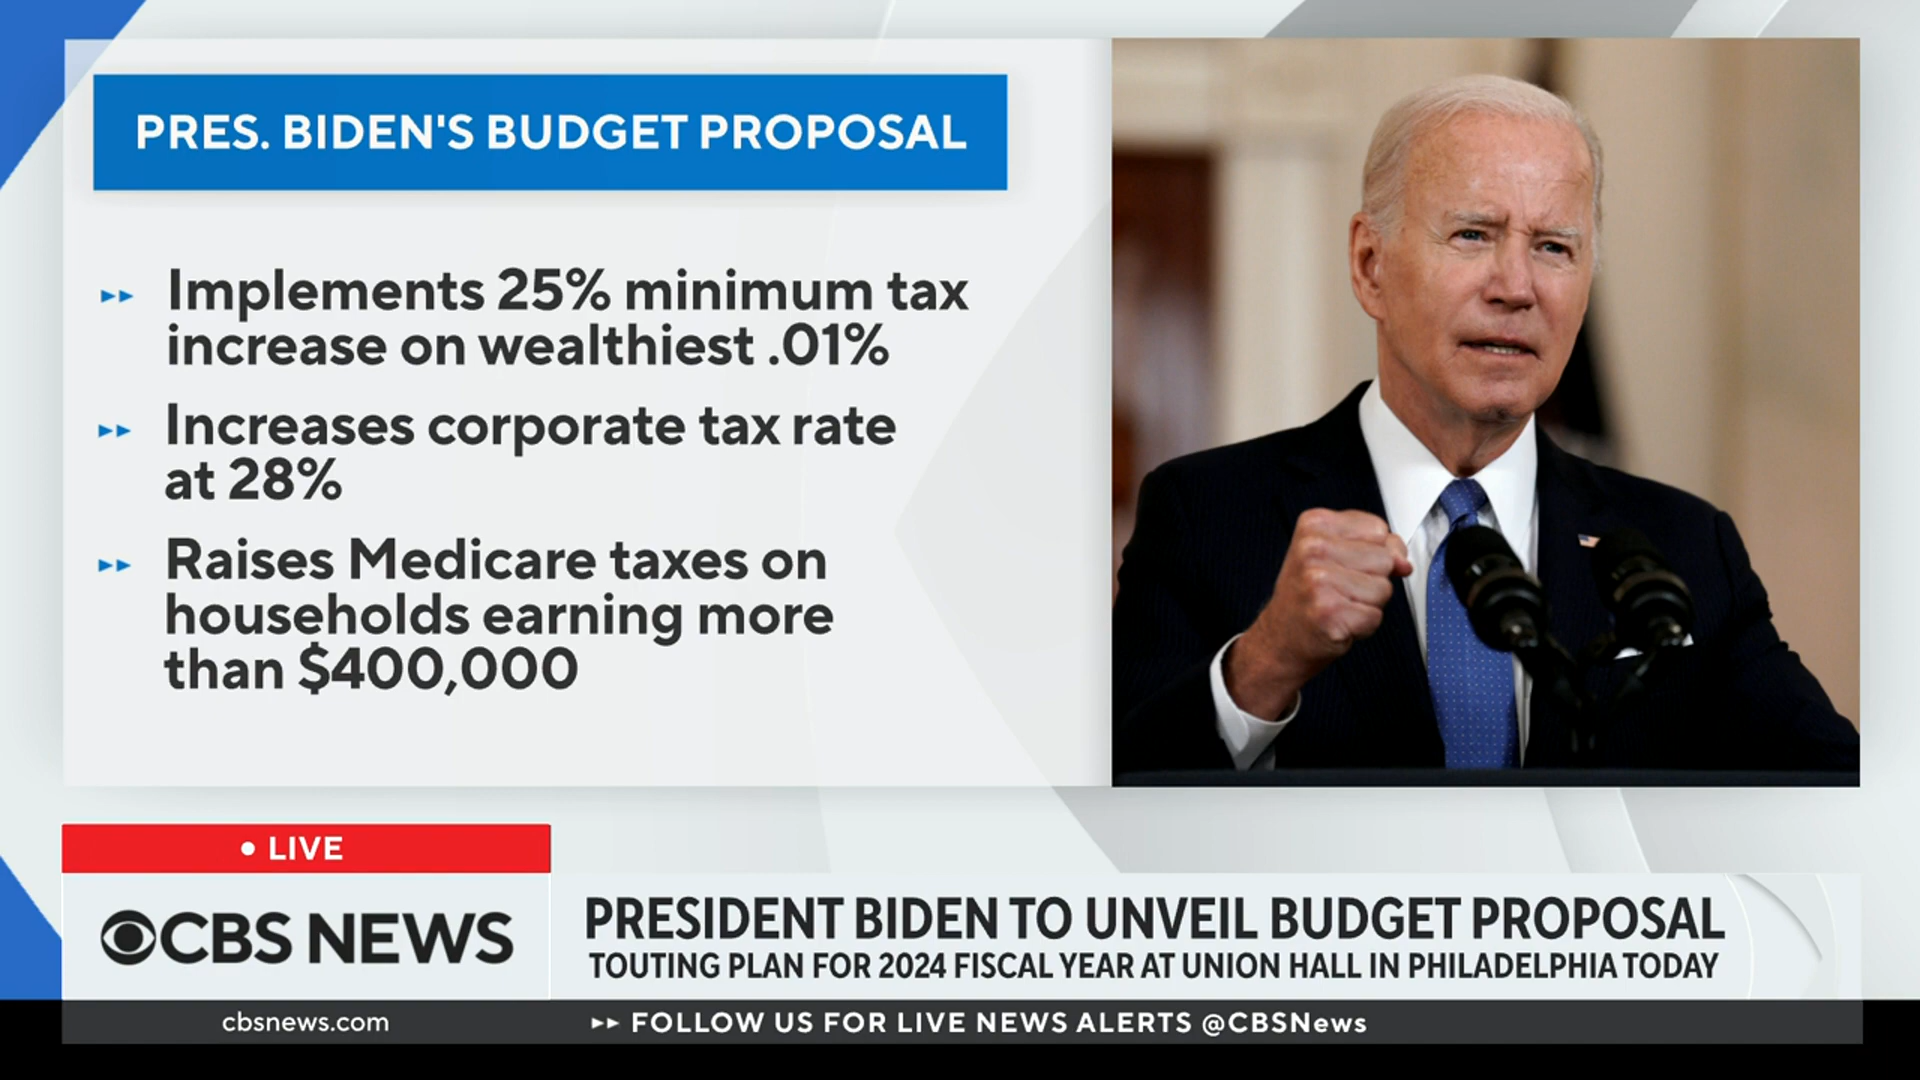 PRES. BIDEN'S BUDGET PROPOSAL
Implements 25% minimum tax
increase on wealthiest .01%
Increases corporate tax rate
at 28%
Raises Medicare taxes on
households earning more
than $400,000
LIVE
CBS NEWS
PRESIDENT BIDEN TO UNVEIL BUDGET PROPOSAL
TOUTING PLAN FOR 2024 FISCAL YEAR AT UNION HALL IN PHILADELPHIA TODAY
cbsnews.com
FOLLOW US FOR LIVE NEWS ALERTS @CBSNews